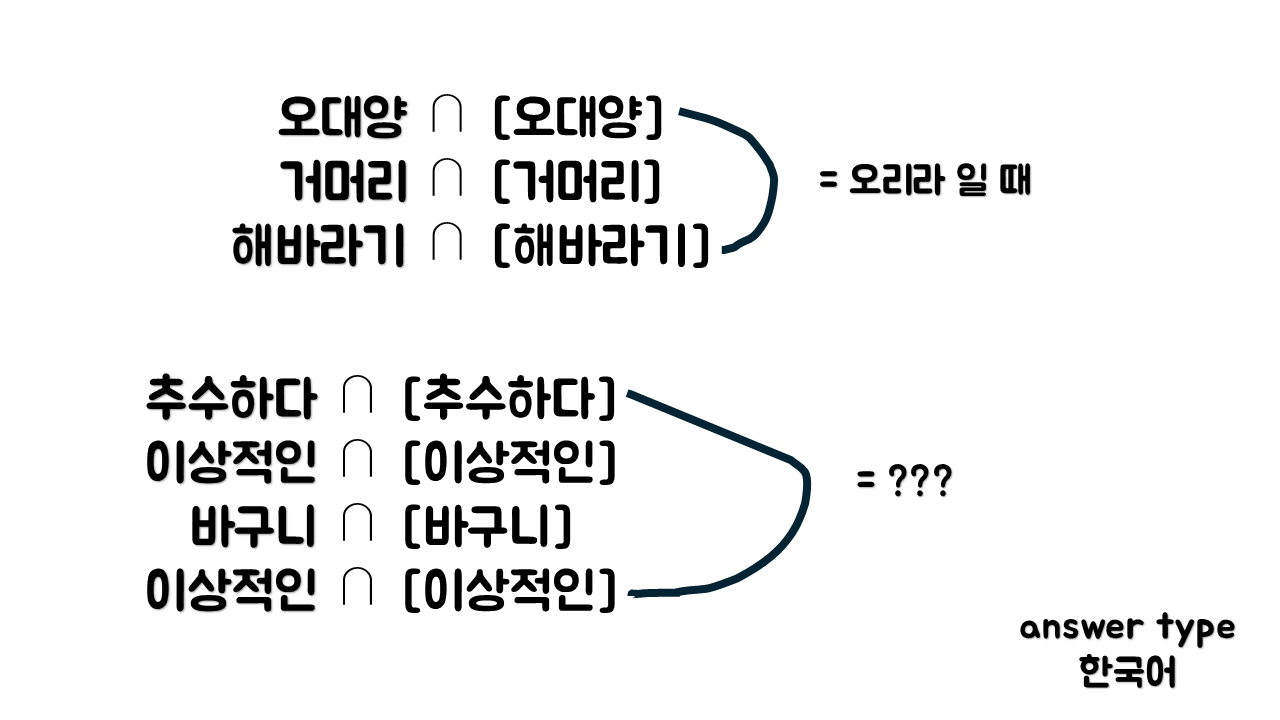 오대양 ∩ [오대양]
거머리 ∩ [거머리]
해바라기 ∩ [해바라기]
= 오리라 일 때
추수하다 ∩ [추수하다]
이상적인 ∩ [이상적인]
바구니 ∩ [바구니]
이상적인 ∩ [이상적인]
= ???
answer type
한국어